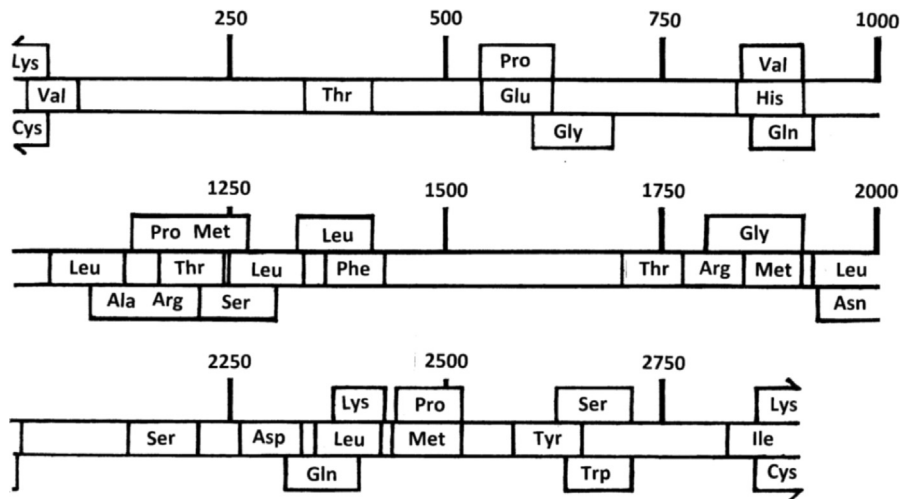 250 500 750 1000
Lys Pro Val
Val Thr Glu His
Cys Gly Gln
1250 1500 1750 2000
Pro Met Leu Gly
Leu Thr Leu Phe Thr Arg Met Leu
Ala Arg Ser Asn
2250 2500 2750
Lys Pro Ser Lys
Ser Asp Leu Met Tyr Ile
Gln Trp Cys